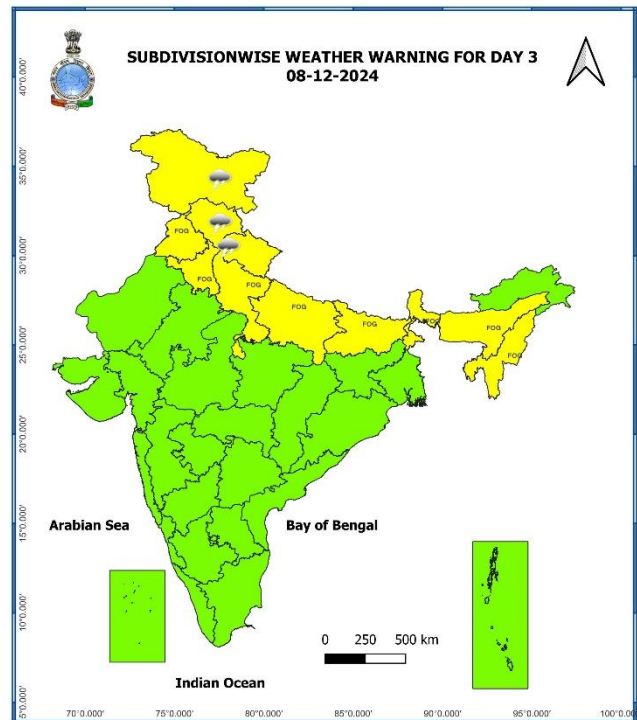 SUBDIVISIONWISE WEATHER WARNING FOR DAY 3
08-12-2024
40°0.000'
35°0.000'
30°0.000'
25°0.000'
20°0.000'
15°0.000'
10°0.000'
5°0.000'
FOG
FOG
FOG
FOG
FOG
FOG
FOG
FOG
Arabian Sea
Bay of Bengal
0 250 500 km
Indian Ocean
70°0.000' 75°0.000' 80°0.000' 85°0.000' 90°0.000' 95°0.000' 100°0.000'